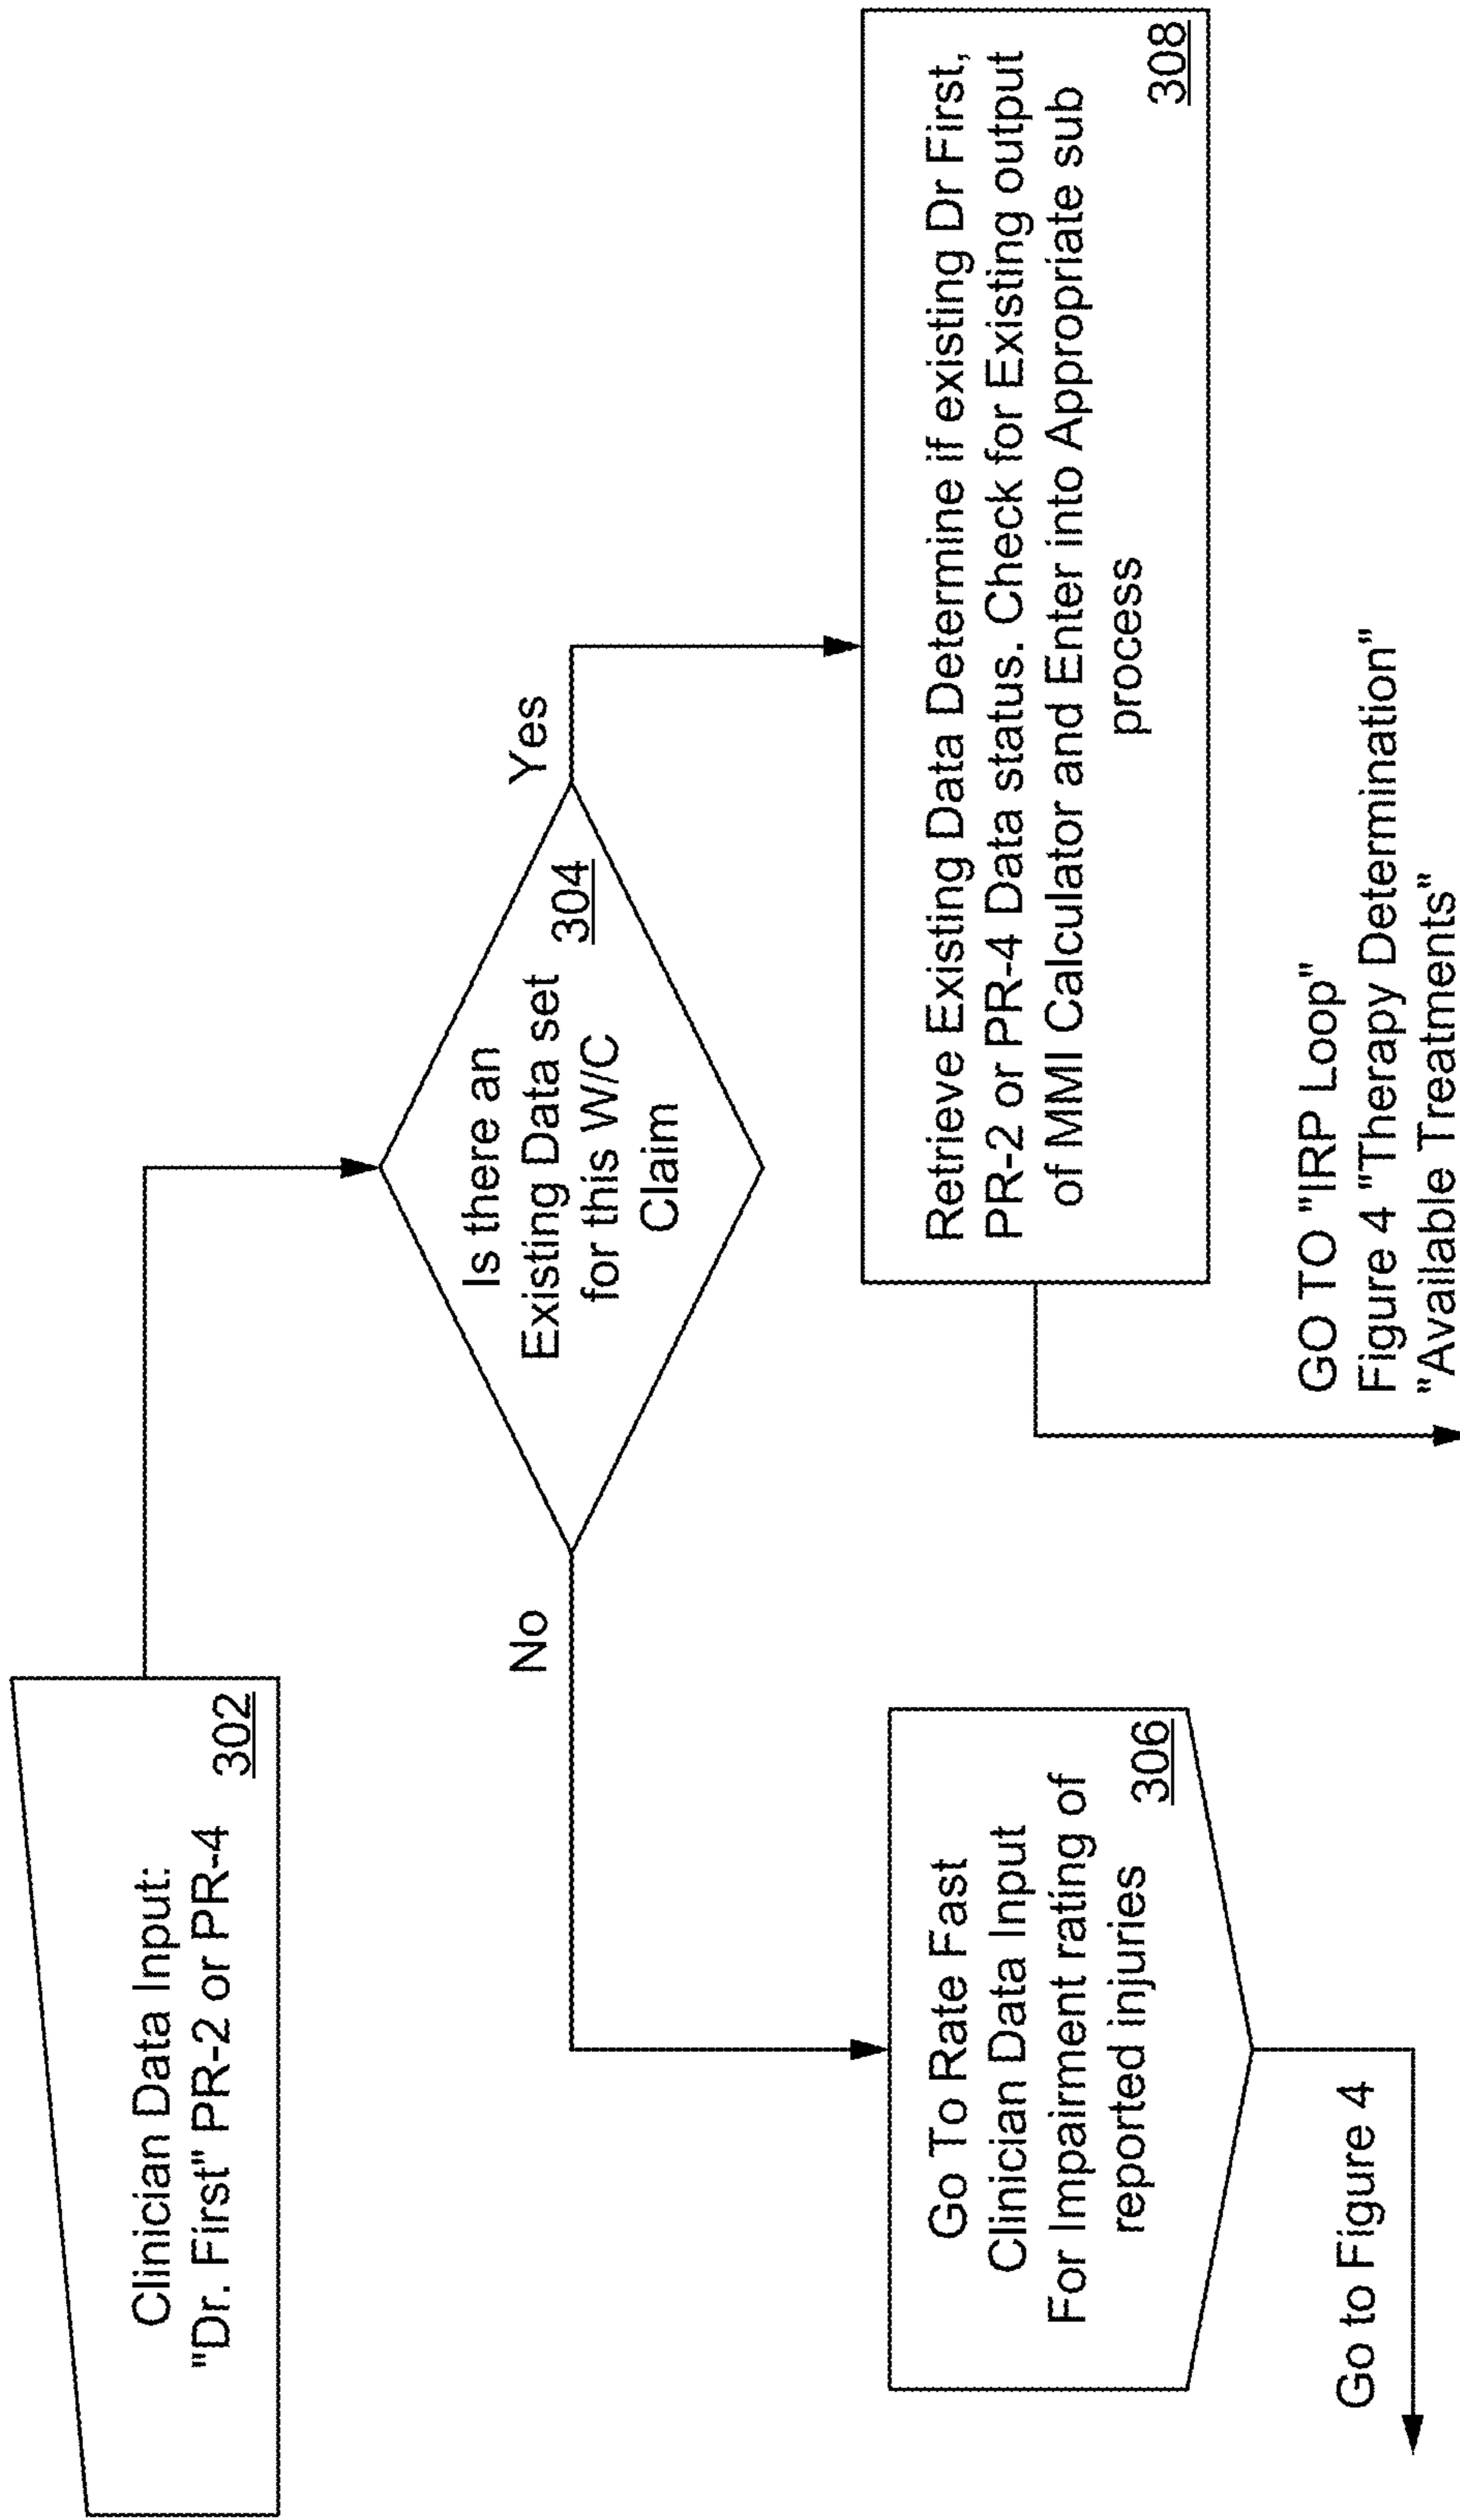 Clinician Data Input:
"Dr. First" PR-2 or PR-4
302
Is there an
Existing Data set
for this W/C
Claim
304
No
Yes
Go To Rate Fast
Clinician Data Input
For Impairment rating of
reported injuries
306
Retrieve Existing Data Determine if existing Dr First,
PR-2 or PR-4 Data status. Check for Existing output
of MMI Calculator and Enter into Appropriate sub
process
308
Go to Figure 4
GO TO "IRP Loop"
Figure 4 "Therapy Determination"
"Available Treatments"